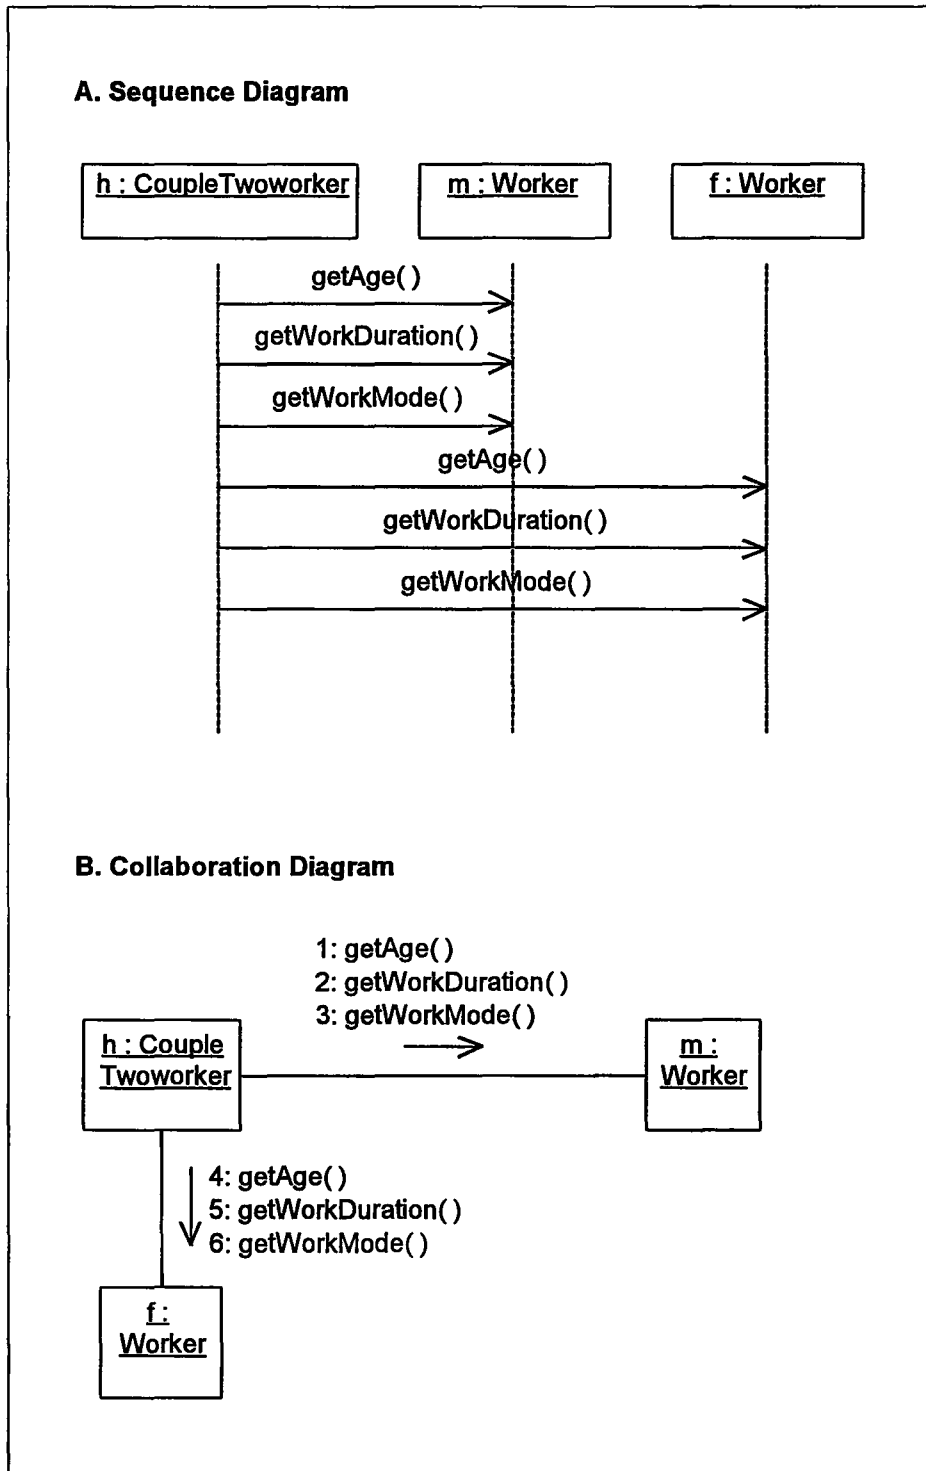 A. Sequence Diagram
h : CoupleTwoworker
m : Worker
f : Worker
getAge( )
getWorkDuration( )
getWorkMode( )
getAge( )
getWorkDuration( )
getWorkMode( )
B. Collaboration Diagram
1: getAge( )
2: getWorkDuration( )
3: getWorkMode( )
h : Couple
Twoworker
m :
Worker
4: getAge( )
5: getWorkDuration( )
6: getWorkMode( )
f :
Worker